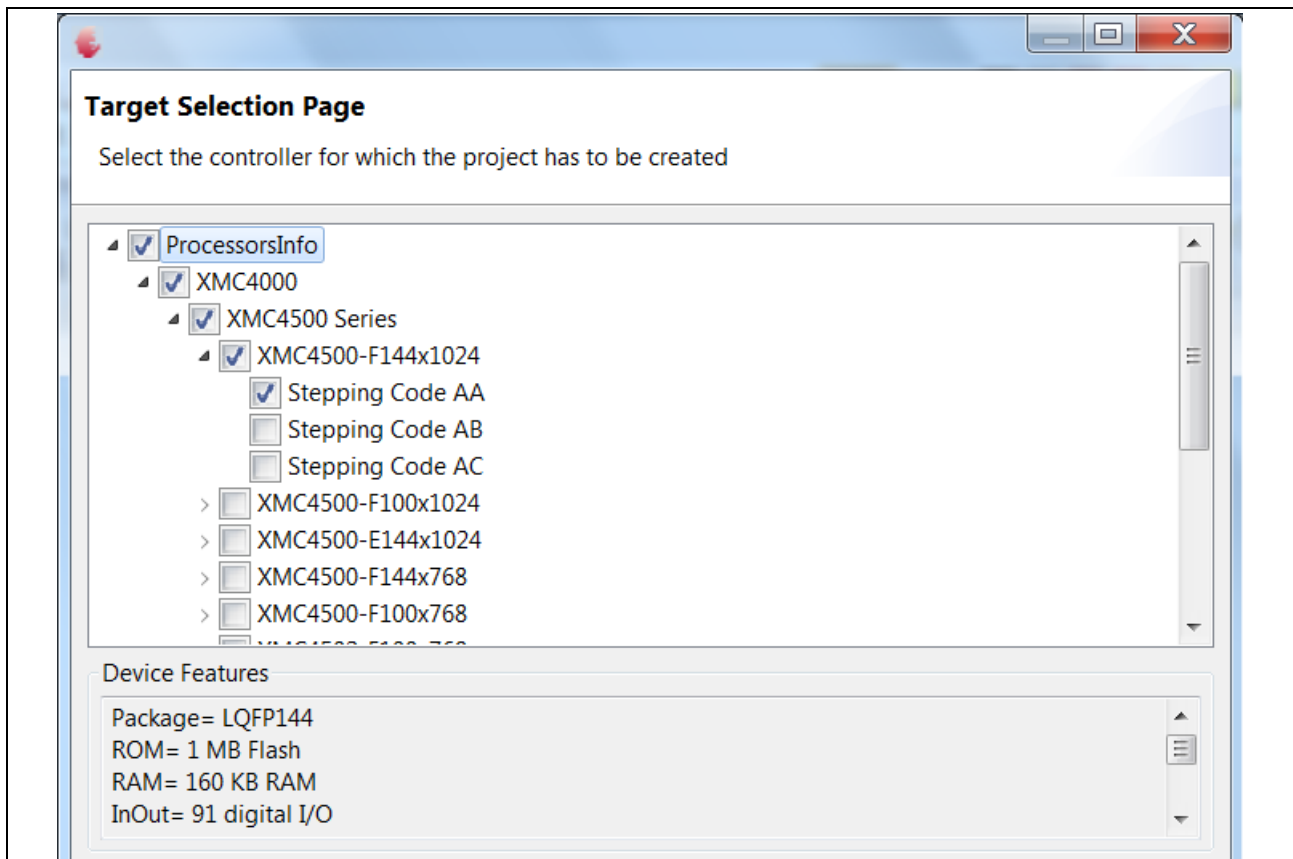 Target Selection Page
Select the controller for which the project has to be created
ProcessorsInfo
XMC4000
XMC4500 Series
XMC4500-F144x1024
Stepping Code AA
Stepping Code AB
Stepping Code AC
XMC4500-F100x1024
XMC4500-E144x1024
XMC4500-F144x768
XMC4500-F100x768
Device Features
Package= LQFP144
ROM= 1 MB Flash
RAM= 160 KB RAM
InOut= 91 digital I/O